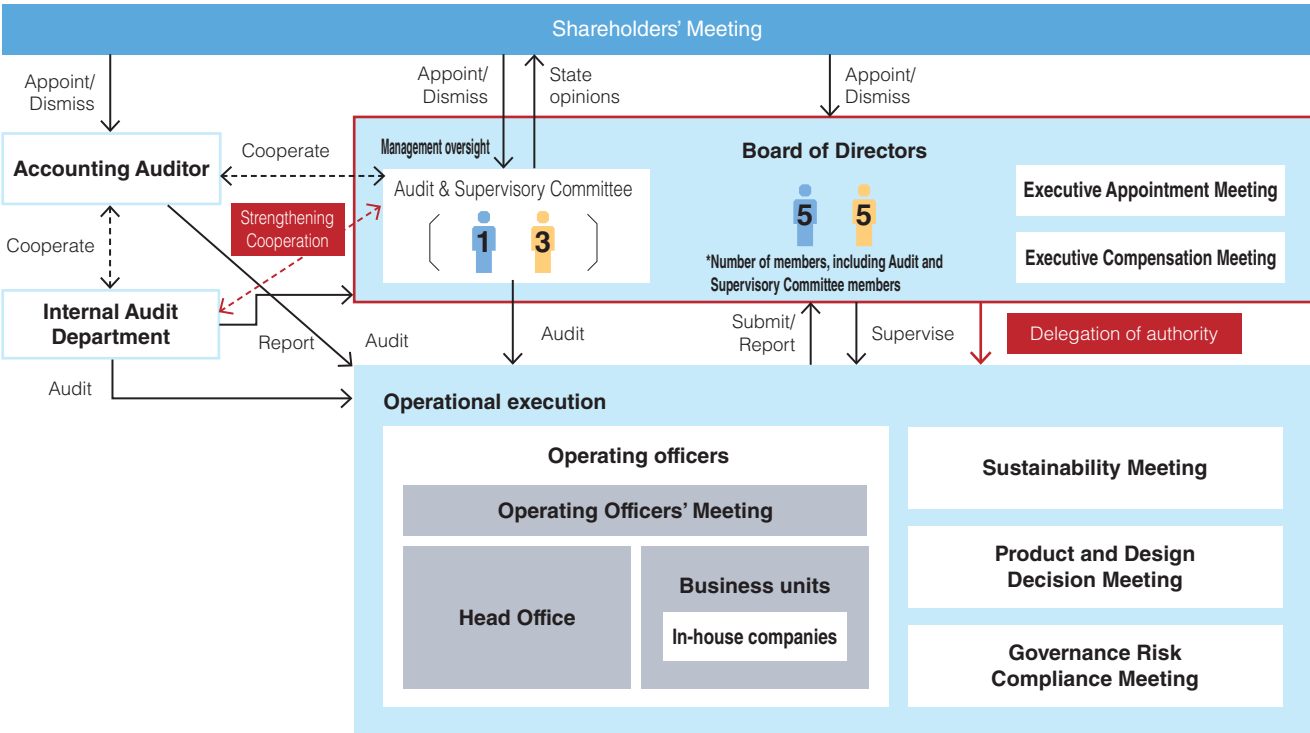 Shareholders' Meeting
Appoint/
Dismiss
Appoint/
Dismiss
State
opinions
Appoint/
Dismiss
Accounting Auditor
Cooperate
Management oversight
Audit & Supervisory Committee
1 3
Board of Directors
5 5
*Number of members, including Audit and
Supervisory Committee members
Executive Appointment Meeting
Executive Compensation Meeting
Strengthening
Cooperation
Cooperate
Internal Audit
Department
Report
Audit
Audit
Audit
Submit/
Report
Supervise
Delegation of authority
Operational execution
Operating officers
Operating Officers' Meeting
Head Office
Business units
In-house companies
Sustainability Meeting
Product and Design
Decision Meeting
Governance Risk
Compliance Meeting